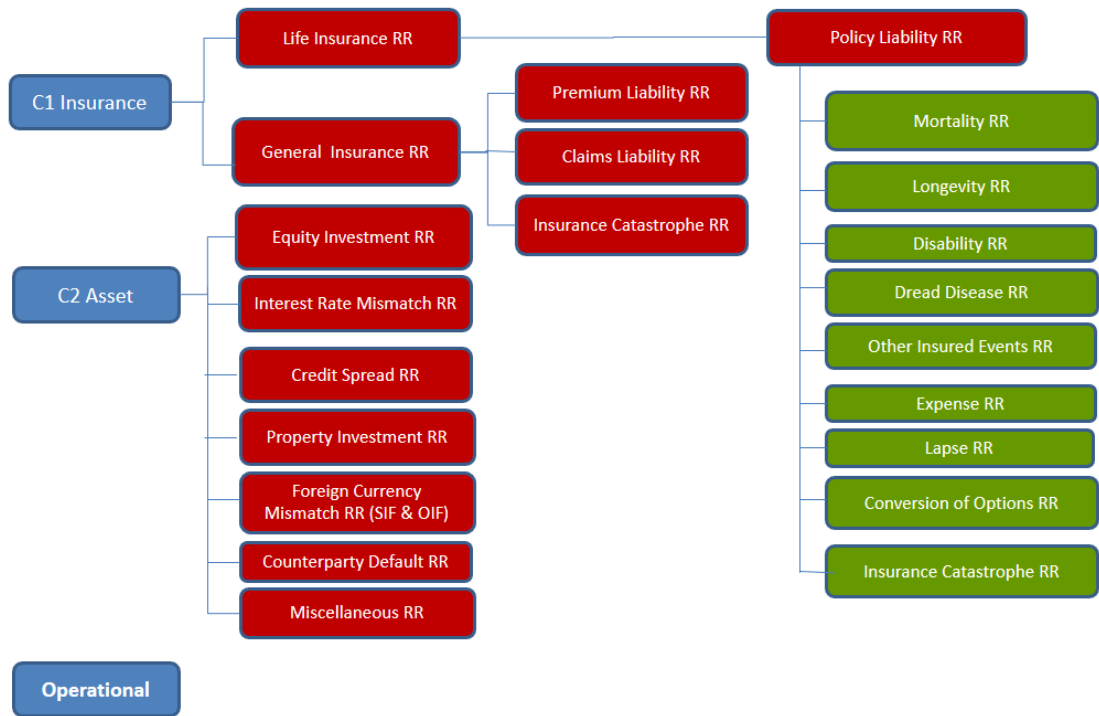 C1 Insurance
Life Insurance RR
General Insurance RR
Premium Liability RR
Claims Liability RR
Insurance Catastrophe RR
Policy Liability RR
Mortality RR
Longevity RR
Disability RR
Dread Disease RR
Other Insured Events RR
Expense RR
Lapse RR
Conversion of Options RR
Insurance Catastrophe RR
C2 Asset
Equity Investment RR
Interest Rate Mismatch RR
Credit Spread RR
Property Investment RR
Foreign Currency
Mismatch RR (SIF & OIF)
Counterparty Default RR
Miscellaneous RR
Operational